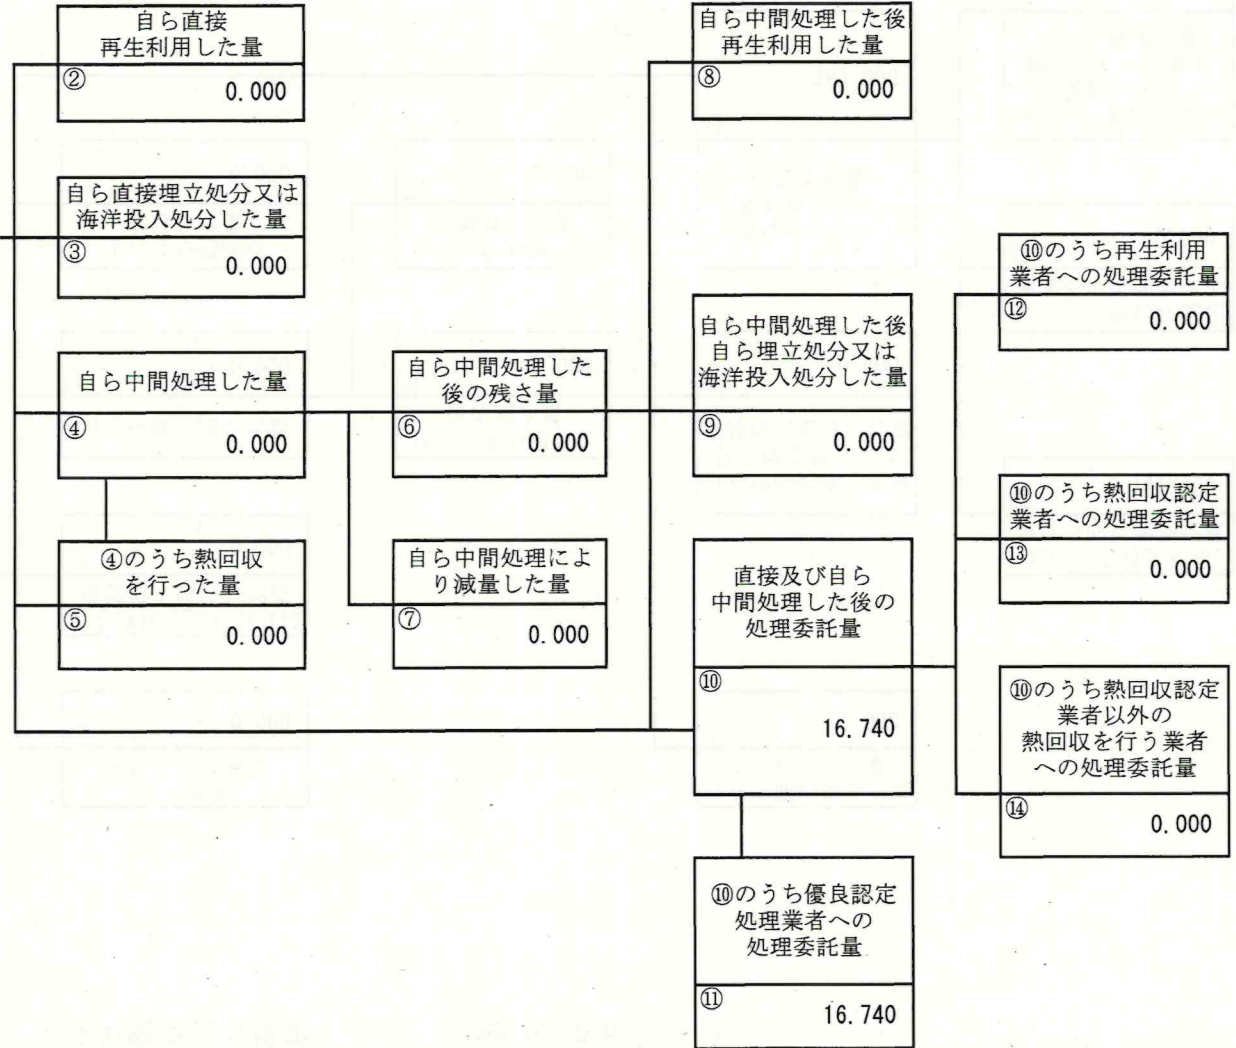 自ら直接
再生利用した量
②
0.000
自ら直接埋立処分又は
海洋投入処分した量
③
0.000
自ら中間処理した量
④
0.000
④のうち熱回収
を行った量
⑤
0.000
自ら中間処理した
後の残さ量
⑥
0.000
自ら中間処理によ
り減量した量
⑦
0.000
自ら中間処理した後
再生利用した量
⑧
0.000
自ら中間処理した後
自ら埋立処分又は
海洋投入処分した量
⑨
0.000
直接及び自ら
中間処理した後の
処理委託量
⑩
16.740
⑩のうち優良認定
処理業者への
処理委託量
⑪
16.740
⑩のうち再生利用
業者への処理委託量
⑫
0.000
⑩のうち熱回収認定
業者への処理委託量
⑬
0.000
⑩のうち熱回収認定
業者以外の
熱回収を行う業者
への処理委託量
⑭
0.000